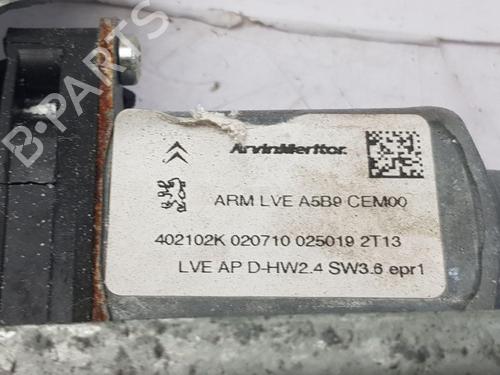 ArvinMeritor.
ARM LVE A5B9 CEM00
402102K 020710 025019 2T13
LVE AP D-HW2.4 SW3.6 epr1
B-PARTS